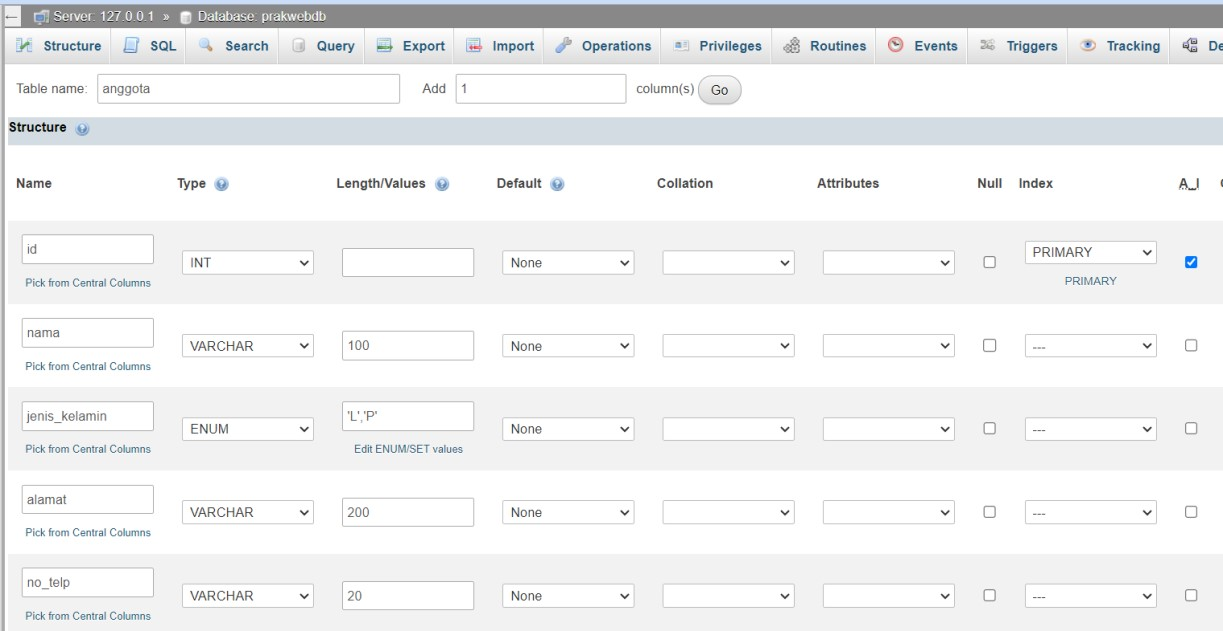 ← Server: 127.0.0.1 » Database: prakwebdb
Structure SQL Search Query Export Import Operations Privileges Routines Events Triggers Tracking De
Table name: anggota Add 1 column(s) Go
Structure
Name Type Length/Values Default Collation Attributes Null Index A_I
id INT None PRIMARY
Pick from Central Columns PRIMARY
nama VARCHAR 100 None ---
Pick from Central Columns
jenis_kelamin ENUM 'L','P' None ---
Pick from Central Columns Edit ENUM/SET values
alamat VARCHAR 200 None ---
Pick from Central Columns
no_telp VARCHAR 20 None ---
Pick from Central Columns